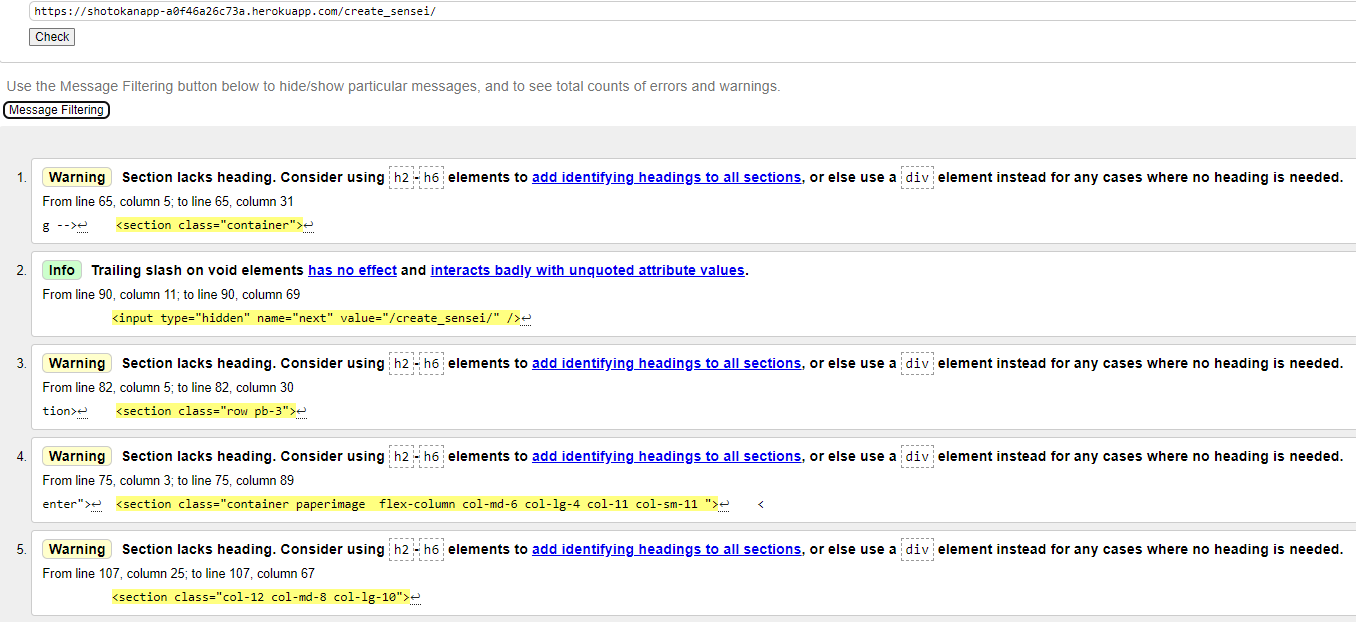 https://shotokanapp-a0f46a26c73a.herokuapp.com/create_sensei/
Check
Use the Message Filtering button below to hide/show particular messages, and to see total counts of errors and warnings.
Message Filtering
1. Warning Section lacks heading. Consider using h2-h6 elements to add identifying headings to all sections, or else use a div element instead for any cases where no heading is needed.
From line 65, column 5; to line 65, column 31
g -->↩ <section class="container">↩
2. Info Trailing slash on void elements has no effect and interacts badly with unquoted attribute values.
From line 90, column 11; to line 90, column 69
<input type="hidden" name="next" value="/create_sensei/" />↩
3. Warning Section lacks heading. Consider using h2-h6 elements to add identifying headings to all sections, or else use a div element instead for any cases where no heading is needed.
From line 82, column 5; to line 82, column 30
tion>↩ <section class="row pb-3">↩
4. Warning Section lacks heading. Consider using h2-h6 elements to add identifying headings to all sections, or else use a div element instead for any cases where no heading is needed.
From line 75, column 3; to line 75, column 89
enter">↩ <section class="container paperimage  flex-column col-md-6 col-lg-4 col-11 col-sm-11 ">↩ <
5. Warning Section lacks heading. Consider using h2-h6 elements to add identifying headings to all sections, or else use a div element instead for any cases where no heading is needed.
From line 107, column 25; to line 107, column 67
<section class="col-12 col-md-8 col-lg-10">↩